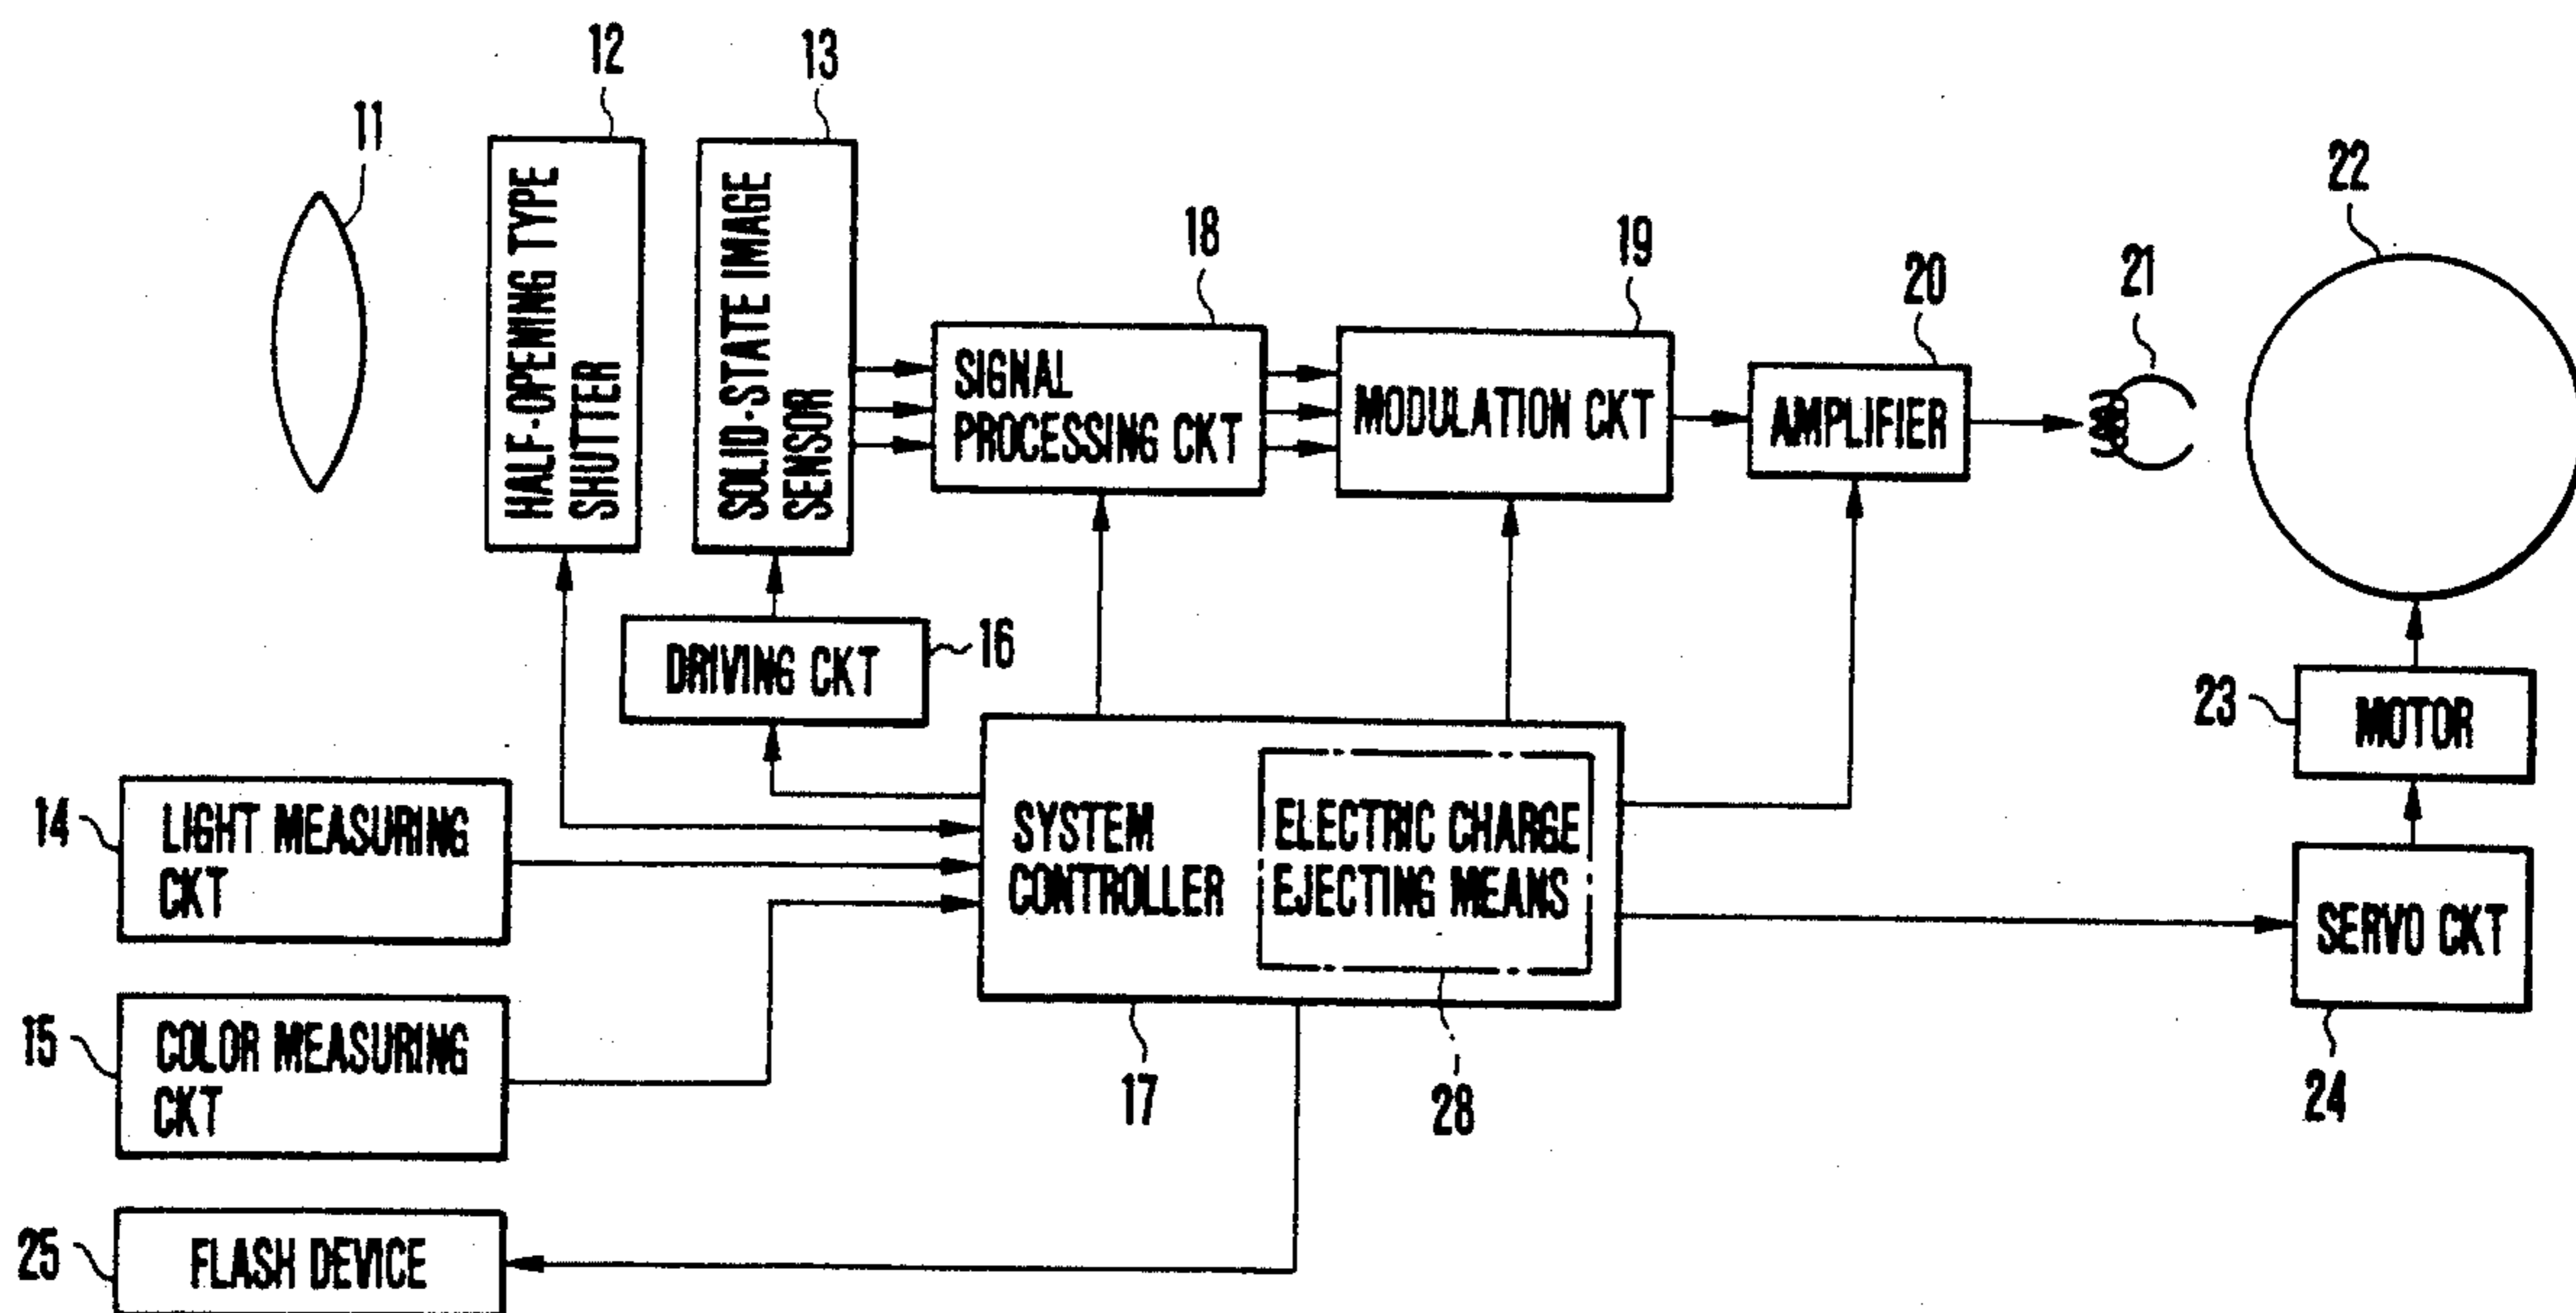 11
12
13
HALF-OPENING TYPE
SHUTTER
SOLID-STATE IMAGE
SENSOR
18
SIGNAL
PROCESSING CKT
19
MODULATION CKT
20
AMPLIFIER
21
22
DRIVING CKT
16
23
MOTOR
14
LIGHT MEASURING
CKT
SYSTEM
CONTROLLER
ELECTRIC CHARGE
EJECTING MEANS
SERVO CKT
15
COLOR MEASURING
CKT
17
28
24
25
FLASH DEVICE